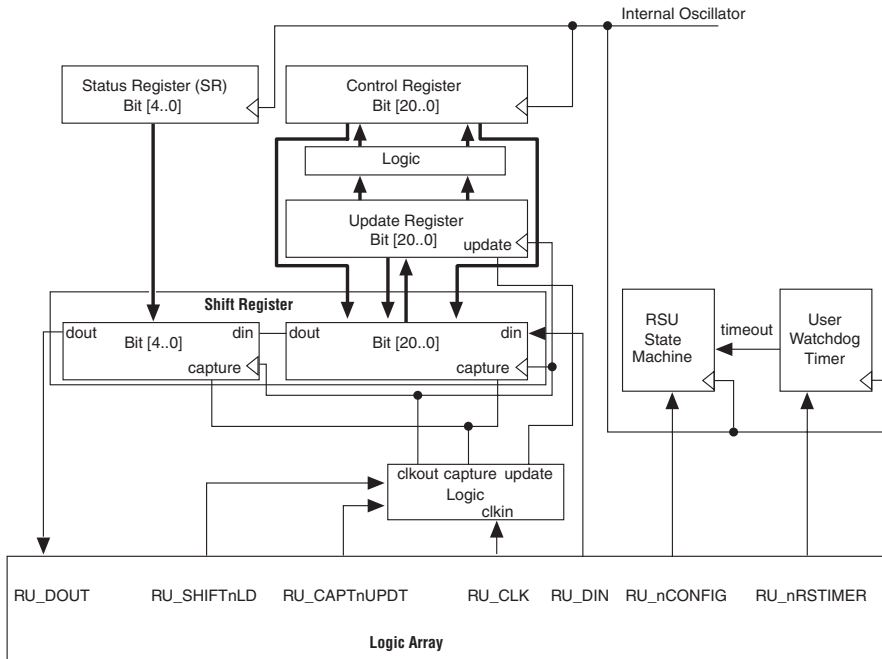 Internal Oscillator
Status Register (SR)
Bit [4..0]
Control Register
Bit [20..0]
Logic
Update Register
Bit [20..0]
update
Shift Register
dout
din
Bit [4..0]
capture
dout
din
Bit [20..0]
capture
RSU
State
Machine
timeout
User
Watchdog
Timer
clkout capture update
Logic
clkin
RU_DOUT
RU_SHIFTnLD
RU_CAPTnUPDT
RU_CLK
RU_DIN
RU_nCONFIG
RU_nRSTIMER
Logic Array